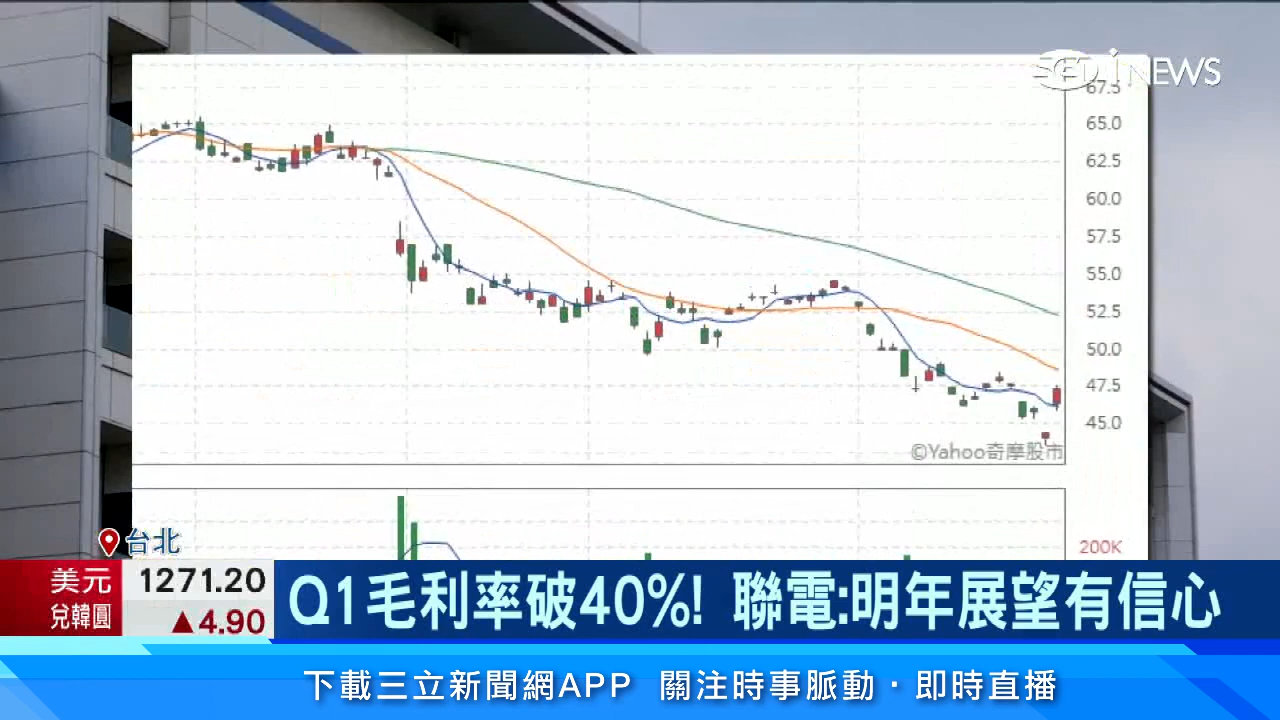 iNEWS
67.5
65.0
62.5
60.0
57.5
55.0
52.5
50.0
47.5
45.0
©Yahoo奇摩股市
200K
台北
美元
兌韓圓
1271.20
▲4.90
Q1毛利率破40%! 聯電:明年展望有信心
下載三立新聞網APP 關注時事脈動・即時直播